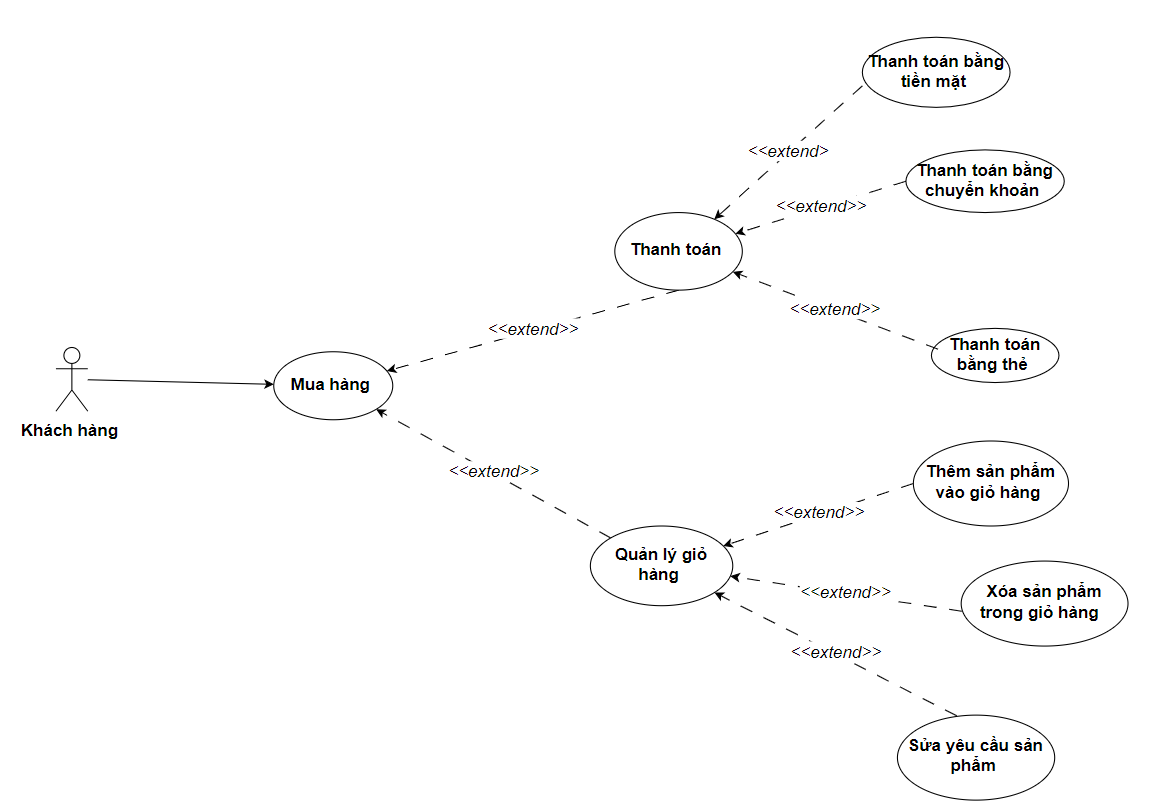 Thanh toán bằng
tiền mặt
<<extend>
Thanh toán bằng
chuyển khoản
<<extend>>
Thanh toán
<<extend>>
<<extend>>
Thanh toán
bằng thẻ
Mua hàng
Khách hàng
<<extend>>
Thêm sản phẩm
vào giỏ hàng
<<extend>>
Quản lý giỏ
hàng
<<extend>>
Xóa sản phẩm
trong giỏ hàng
<<extend>>
Sửa yêu cầu sản
phẩm